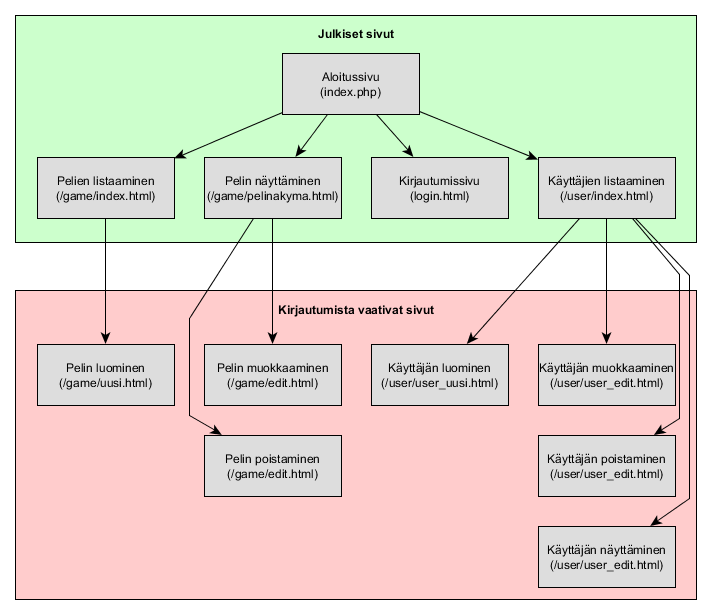 Julkiset sivut
Aloitussivu
(index.php)
Pelien listaaminen
(/game/index.html)
Pelin näyttäminen
(/game/pelinakyma.html)
Kirjautumissivu
(login.html)
Käyttäjien listaaminen
(/user/index.html)
Kirjautumista vaativat sivut
Pelin luominen
(/game/uusi.html)
Pelin muokkaaminen
(/game/edit.html)
Käyttäjän luominen
(/user/user_uusi.html)
Käyttäjän muokkaaminen
(/user/user_edit.html)
Pelin poistaminen
(/game/edit.html)
Käyttäjän poistaminen
(/user/user_edit.html)
Käyttäjän näyttäminen
(/user/user_edit.html)